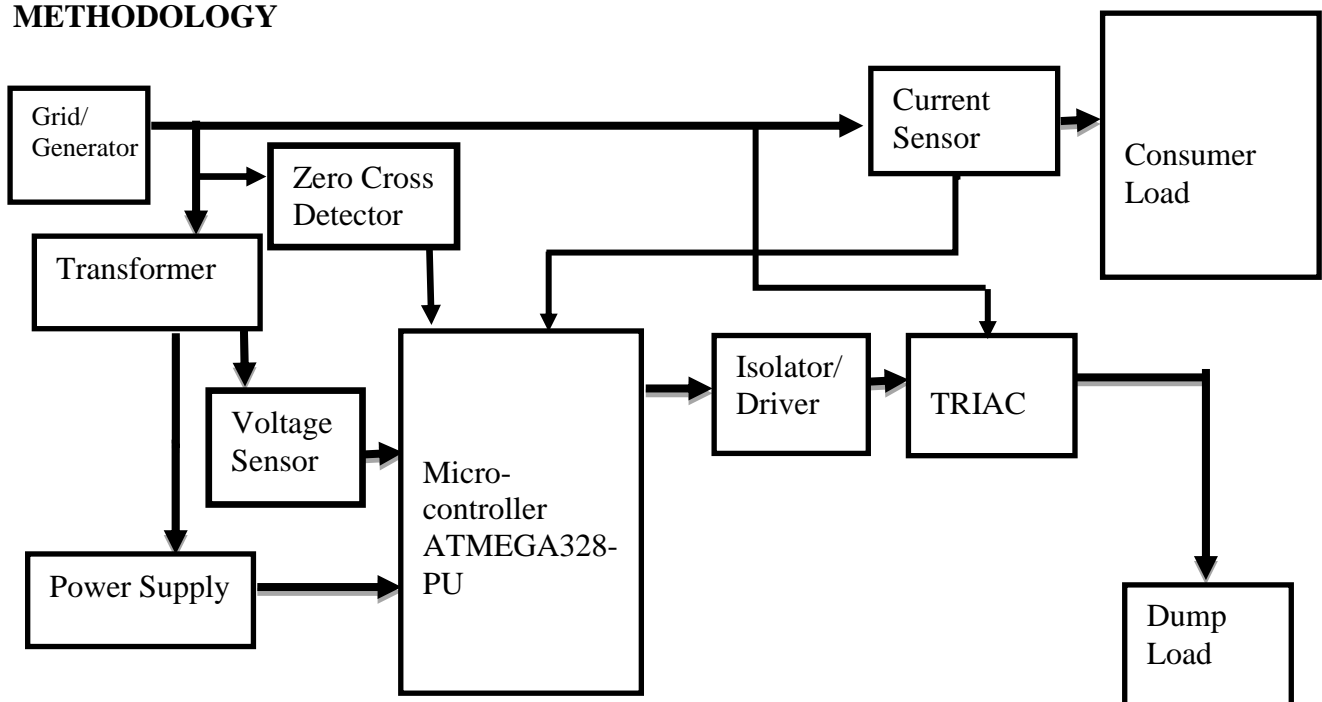 METHODOLOGY
Grid/
Generator
Current
Sensor
Consumer
Load
Zero Cross
Detector
Transformer
Voltage
Sensor
Micro-
controller
ATMEGA328-
PU
Isolator/
Driver
TRIAC
Power Supply
Dump
Load